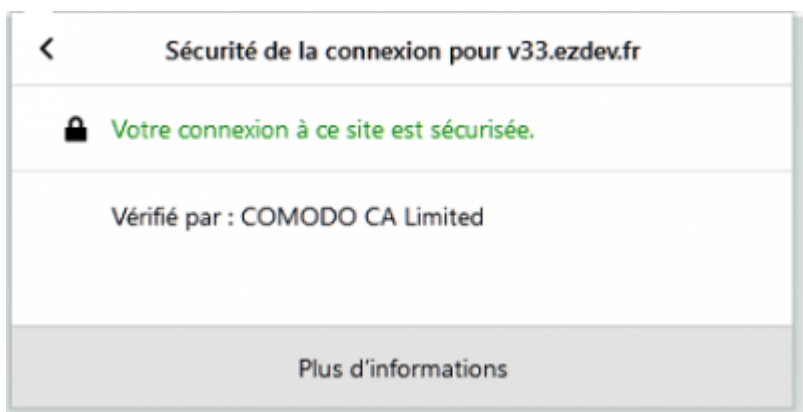 Sécurité de la connexion pour v33.ezdev.fr
Votre connexion à ce site est sécurisée.
Vérifié par : COMODO CA Limited
Plus d'informations